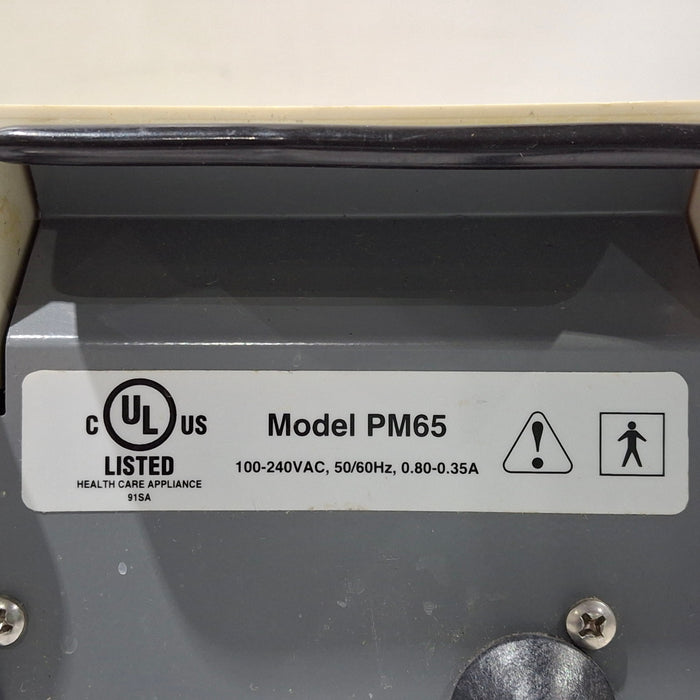 C UL US
LISTED
HEALTH CARE APPLIANCE
91SA
Model PM65
100-240VAC, 50/60Hz, 0.80-0.35A